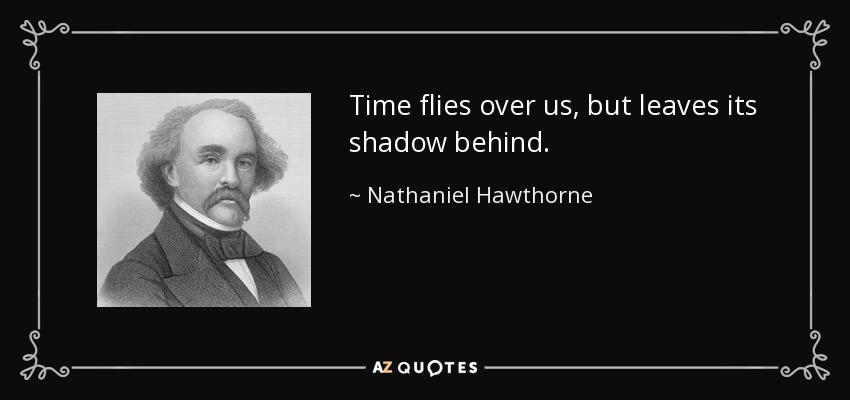 Time flies over us, but leaves its
shadow behind.
~ Nathaniel Hawthorne
AZ QUOTES